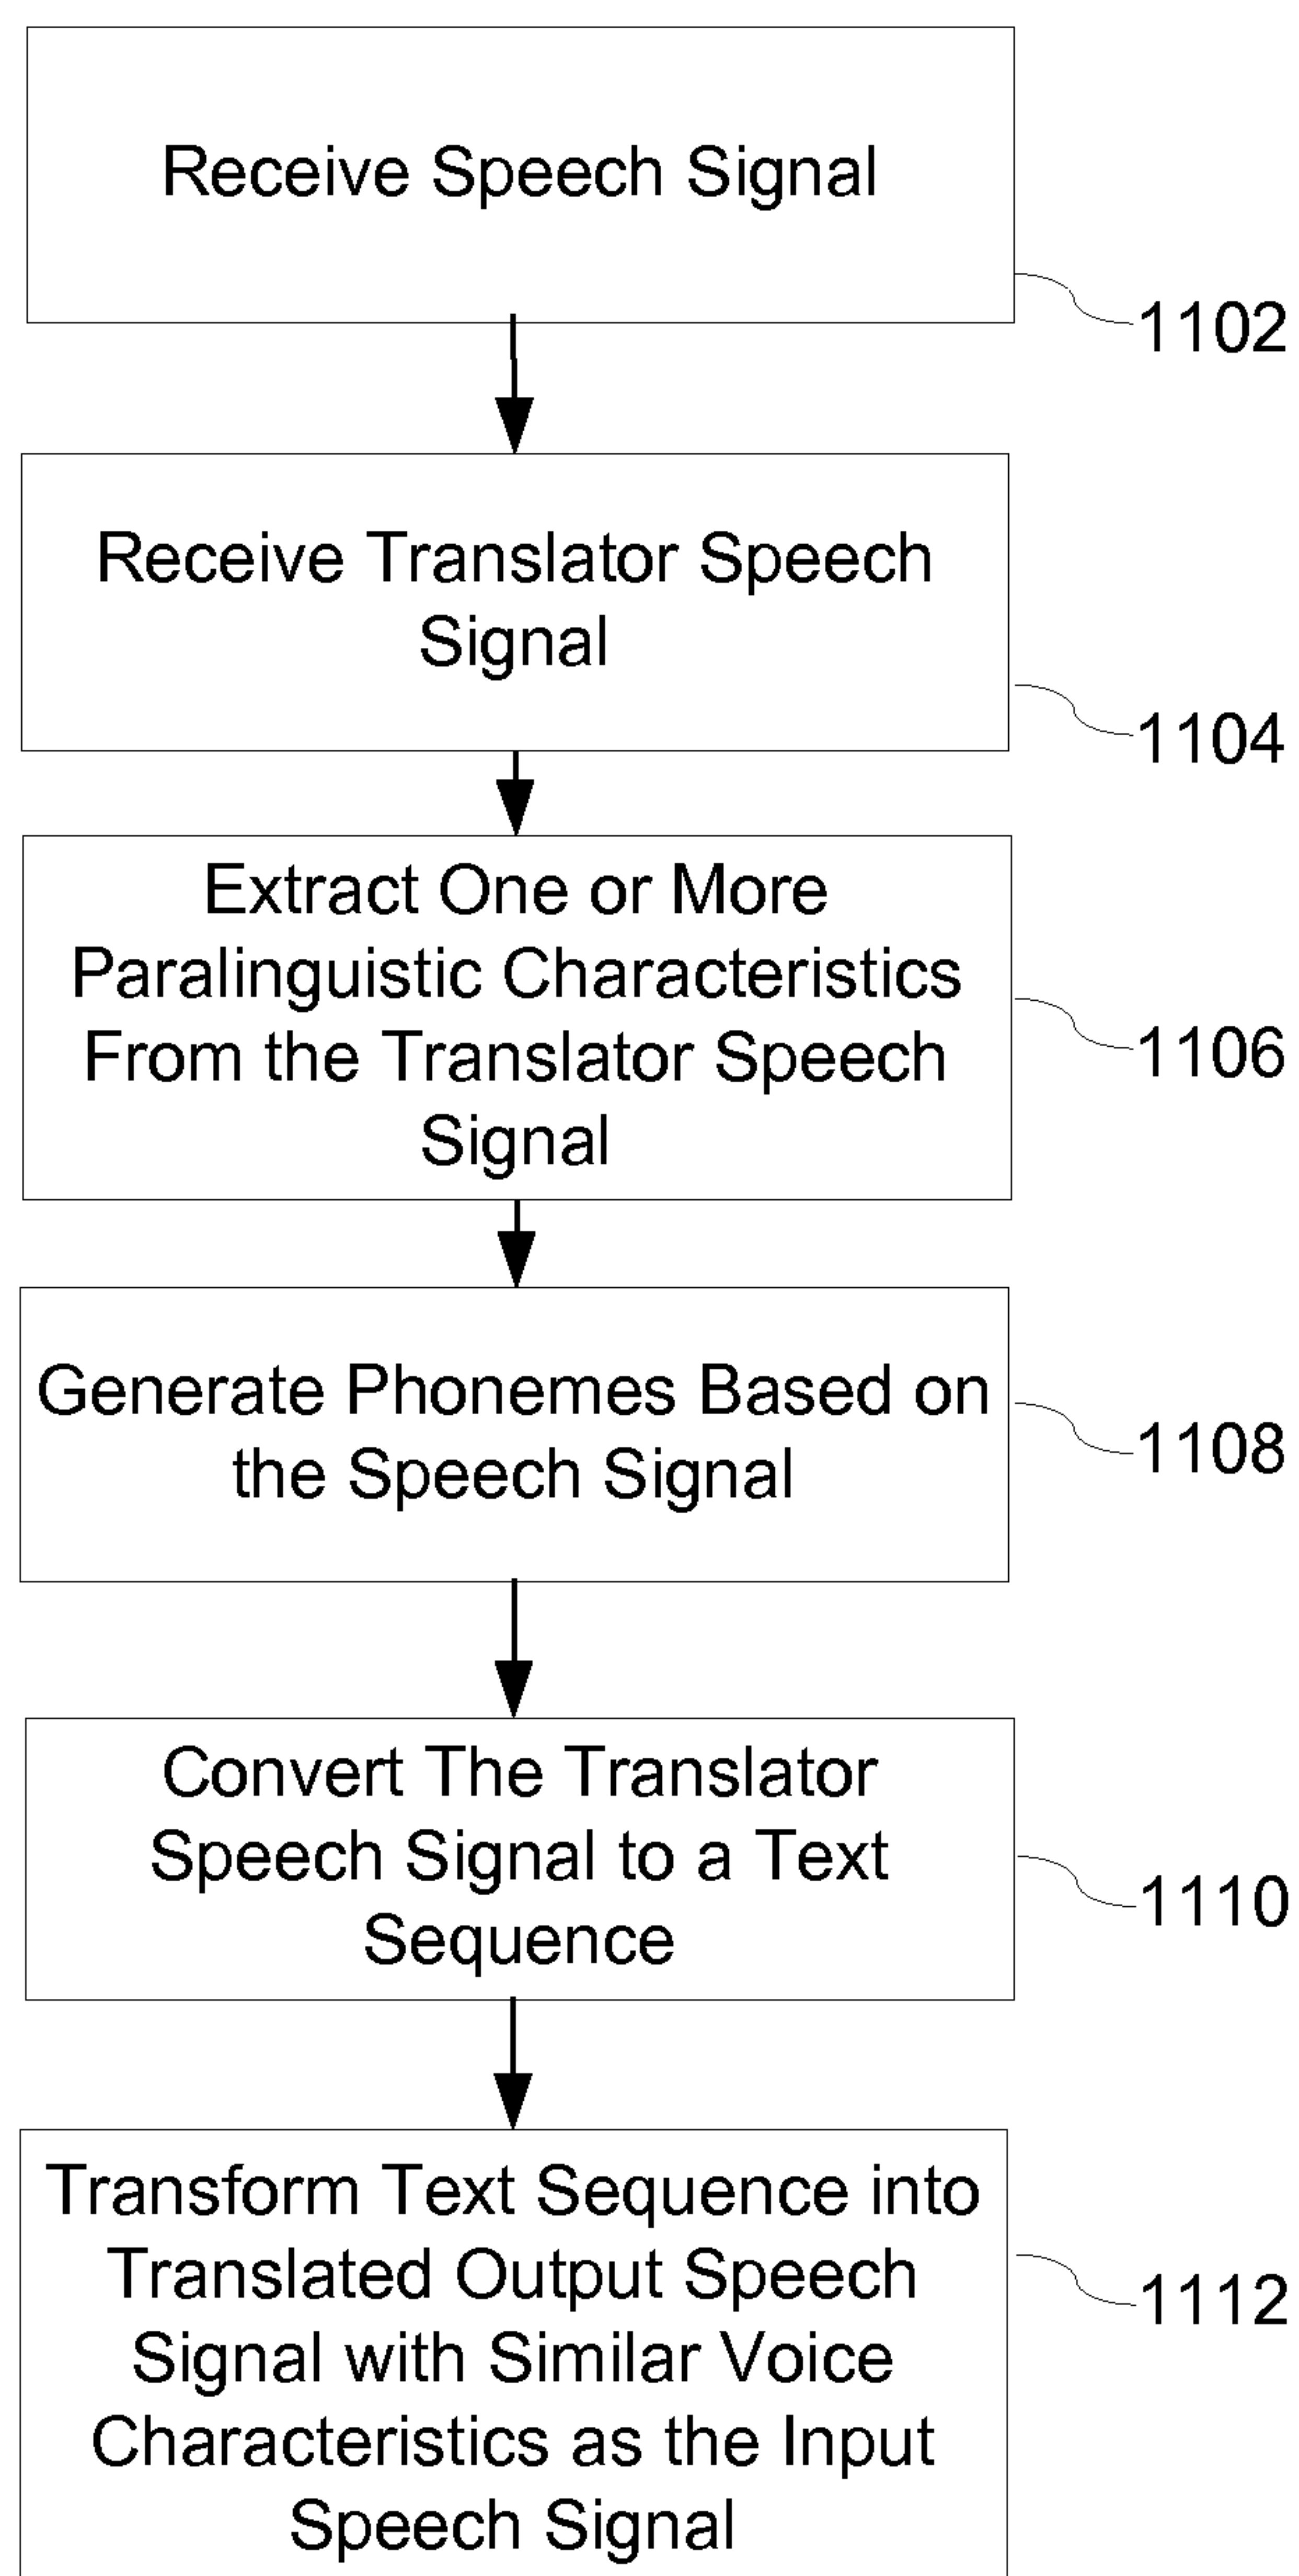 Receive Speech Signal
1102
Receive Translator Speech
Signal
1104
Extract One or More
Paralinguistic Characteristics
From the Translator Speech
Signal
1106
Generate Phonemes Based on
the Speech Signal
1108
Convert The Translator
Speech Signal to a Text
Sequence
1110
Transform Text Sequence into
Translated Output Speech
Signal with Similar Voice
Characteristics as the Input
Speech Signal
1112